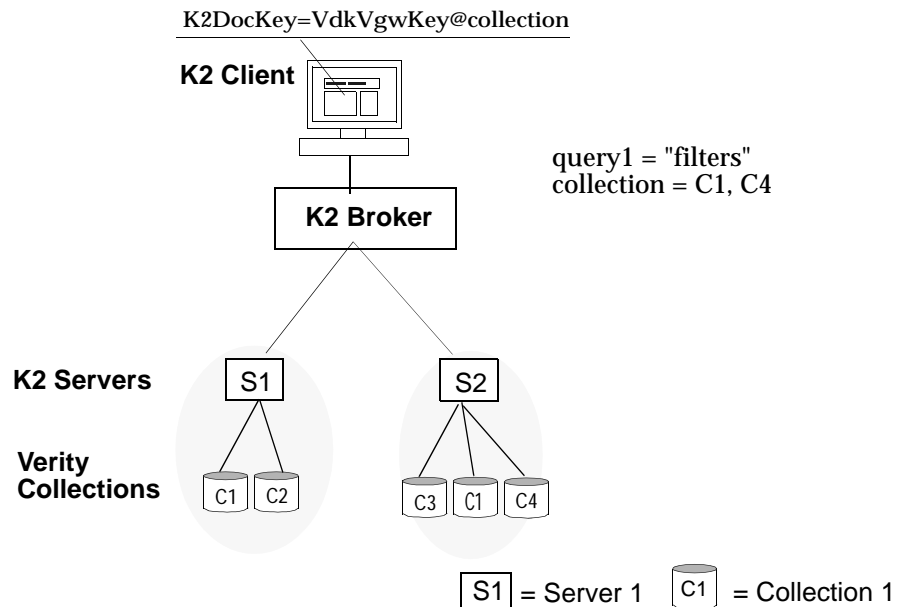 K2DocKey=VdkVgwKey@collection
K2 Client
query1 = "filters"
collection = C1, C4
K2 Broker
K2 Servers
S1
S2
Verity
Collections
C1
C2
C3
C1
C4
S1 = Server 1
C1 = Collection 1